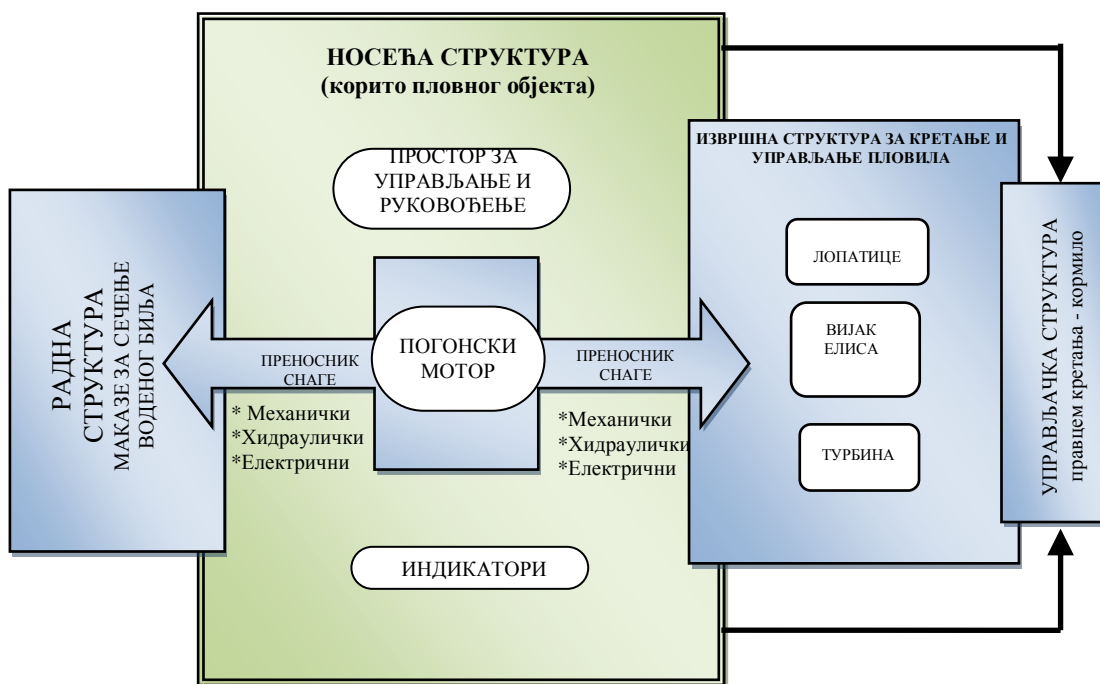 НОСЕЋА СТРУКТУРА
(корито пловног објекта)
ПРОСТОР ЗА
УПРАВЉАЊЕ И
РУКОВОЂЕЊЕ
РАДНА
СТРУКТУРА
МАКАЗЕ ЗА СЕЧЕЊЕ
ВОДЕНОГ БИЉА
ПРЕНОСНИК
СНАГЕ
* Механички
*Хидраулички
*Електрични
ПОГОНСКИ
МОТОР
ПРЕНОСНИК
СНАГЕ
*Механички
*Хидраулички
*Електрични
ИНДИКАТОРИ
ИЗВРШНА СТРУКТУРА ЗА КРЕТАЊЕ И
УПРАВЉАЊЕ ПЛОВИЛА
ЛОПАТИЦЕ
ВИЈАК
ЕЛИСА
ТУРБИНА
УПРАВЉАЧКА СТРУКТУРА
правцем кретања - кормило